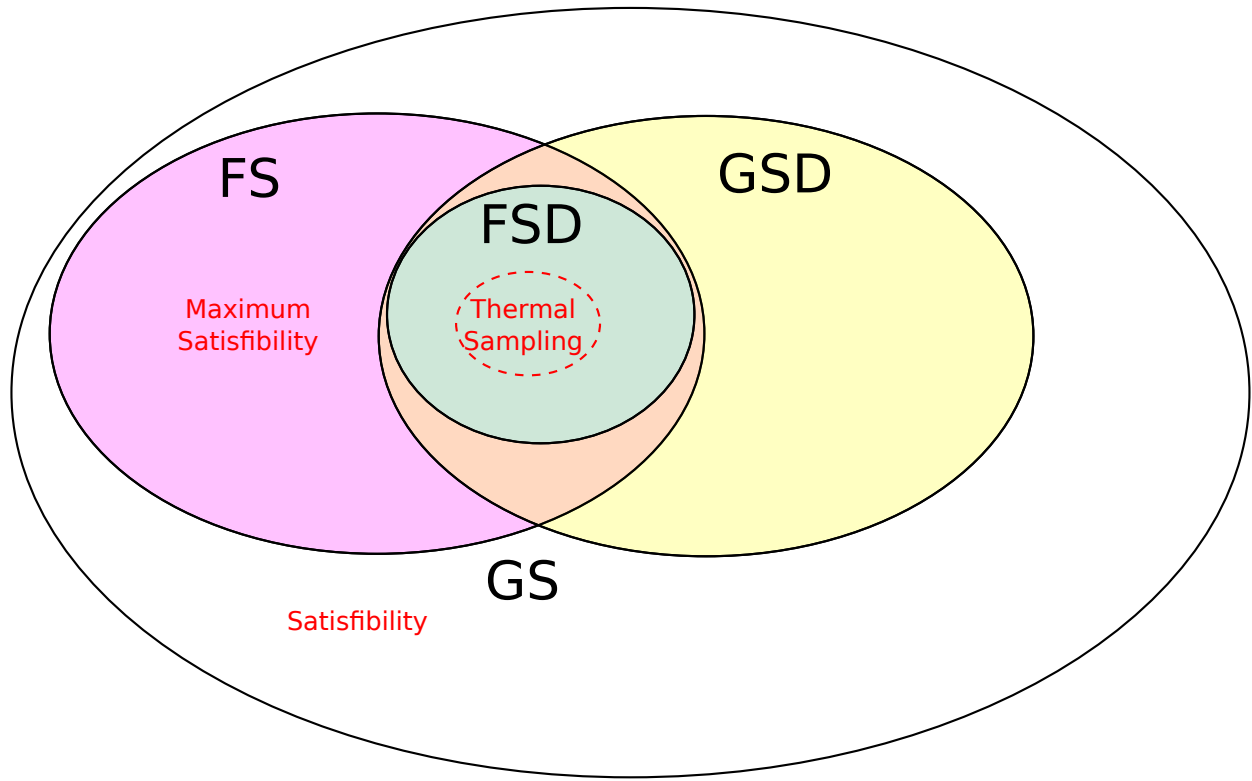 FS
GSD
FSD
Maximum
Satisfibility
Thermal
Sampling
GS
Satisfibility